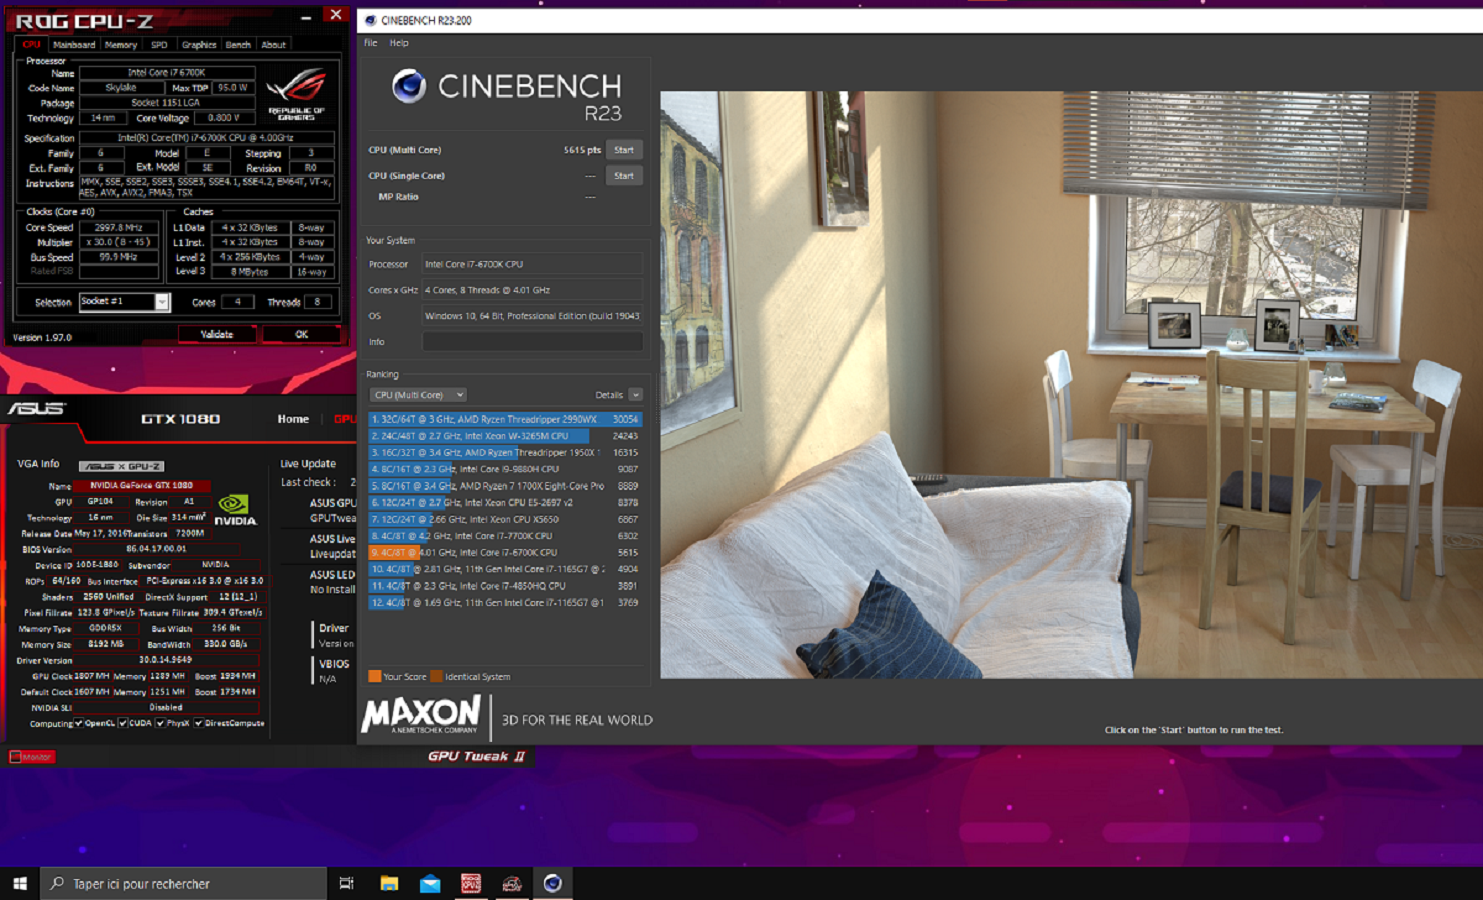 ROG CPU-Z
CPU Mainboard Memory SPD Graphics Bench About
Processor
Name Intel Core i7 6700K
Code Name Skylake Max TDP 95.0 W
Package Socket 1151 LGA
Technology 14 nm Core Voltage 0.800 V
REPUBLIC OF GAMERS
Specification Intel(R) Core(TM) i7-6700K CPU @ 4.00GHz
Family 6 Model E Stepping 3
Ext. Family 6 Ext. Model 5E Revision R0
Instructions MMX, SSE, SSE2, SSE3, SSSE3, SSE4.1, SSE4.2, EM64T, VT-x,
AES, AVX, AVX2, FMA3, TSX
Clocks (Core #0) Caches
Core Speed 2997.8 MHz L1 Data 4 x 32 KBytes 8-way
Multiplier x 30.0 ( 8 - 45 ) L1 Inst. 4 x 32 KBytes 8-way
Bus Speed 99.9 MHz Level 2 4 x 256 KBytes 4-way
Rated FSB Level 3 8 MBytes 16-way
Selection Socket #1 Cores 4 Threads 8
Version 1.97.0 Validate OK
ASUS GTX 1080 Home GPU
VGA Info ASUS X GPU-Z
Name NVIDIA GeForce GTX 1080
GPU GP104 Revision A1
Technology 16 nm Die Size 314 mm²
NVIDIA
Release Date May 17, 2016 Transistors 7200M
BIOS Version 86.04.17.00.01
Device ID 10DE-1B80 Subvendor NVIDIA
ROPs 64/160 Bus Interface PCI-Express x16 3.0 @ x16 3.0
Shaders 2560 Unified DirectX Support 12 (12_1)
Pixel Fillrate 123.8 GPixel/s Texture Fillrate 309.4 GTexel/s
Memory Type GDDR5X Bus Width 256 Bit
Memory Size 8192 MB BandWidth 330.0 GB/s
Driver Version 30.0.14.9649
GPU Clock 1807 MH Memory 1289 MH Boost 1934 MH
Default Clock 1607 MH Memory 1251 MH Boost 1734 MH
NVIDIA SLI Disabled
Computing OpenCL CUDA PhysX DirectCompute
Live Update
Last check : 2
ASUS GPU
GPUTwea
ASUS Live
Liveupdat
ASUS LED
No Install
Driver
Version
VBIOS
N/A
Monitor
GPU Tweak II
CINEBENCH R23.200
File Help
CINEBENCH
R23
CPU (Multi Core) 5615 pts Start
CPU (Single Core) --- Start
MP Ratio ---
Your System
Processor Intel Core i7-6700K CPU
Cores x GHz 4 Cores, 8 Threads @ 4.01 GHz
OS Windows 10, 64 Bit, Professional Edition (build 19043
Info
Ranking
CPU (Multi Core) Details
1. 32C/64T @ 3 GHz, AMD Ryzen Threadripper 2990WX 30054
2. 24C/48T @ 2.7 GHz, Intel Xeon W-3265M CPU 24243
3. 16C/32T @ 3.4 GHz, AMD Ryzen Threadripper 1950X 1 16315
4. 8C/16T @ 2.3 GHz, Intel Core i9-9880H CPU 9087
5. 8C/16T @ 3.4 GHz, AMD Ryzen 7 1700X Eight-Core Pro 8889
6. 12C/24T @ 2.7 GHz, Intel Xeon CPU E5-2697 v2 8378
7. 12C/24T @ 2.66 GHz, Intel Xeon CPU X5650 6867
8. 4C/8T @ 4.2 GHz, Intel Core i7-7700K CPU 6302
9. 4C/8T @ 4.01 GHz, Intel Core i7-6700K CPU 5615
10. 4C/8T @ 2.81 GHz, 11th Gen Intel Core i7-1165G7 @ 2 4904
11. 4C/8T @ 2.3 GHz, Intel Core i7-4850HQ CPU 3891
12. 4C/8T @ 1.69 GHz, 11th Gen Intel Core i7-1165G7 @1 3769
Your Score Identical System
MAXON
A NEMETSCHEK COMPANY
3D FOR THE REAL WORLD
Click on the 'Start' button to run the test.
Taper ici pour rechercher